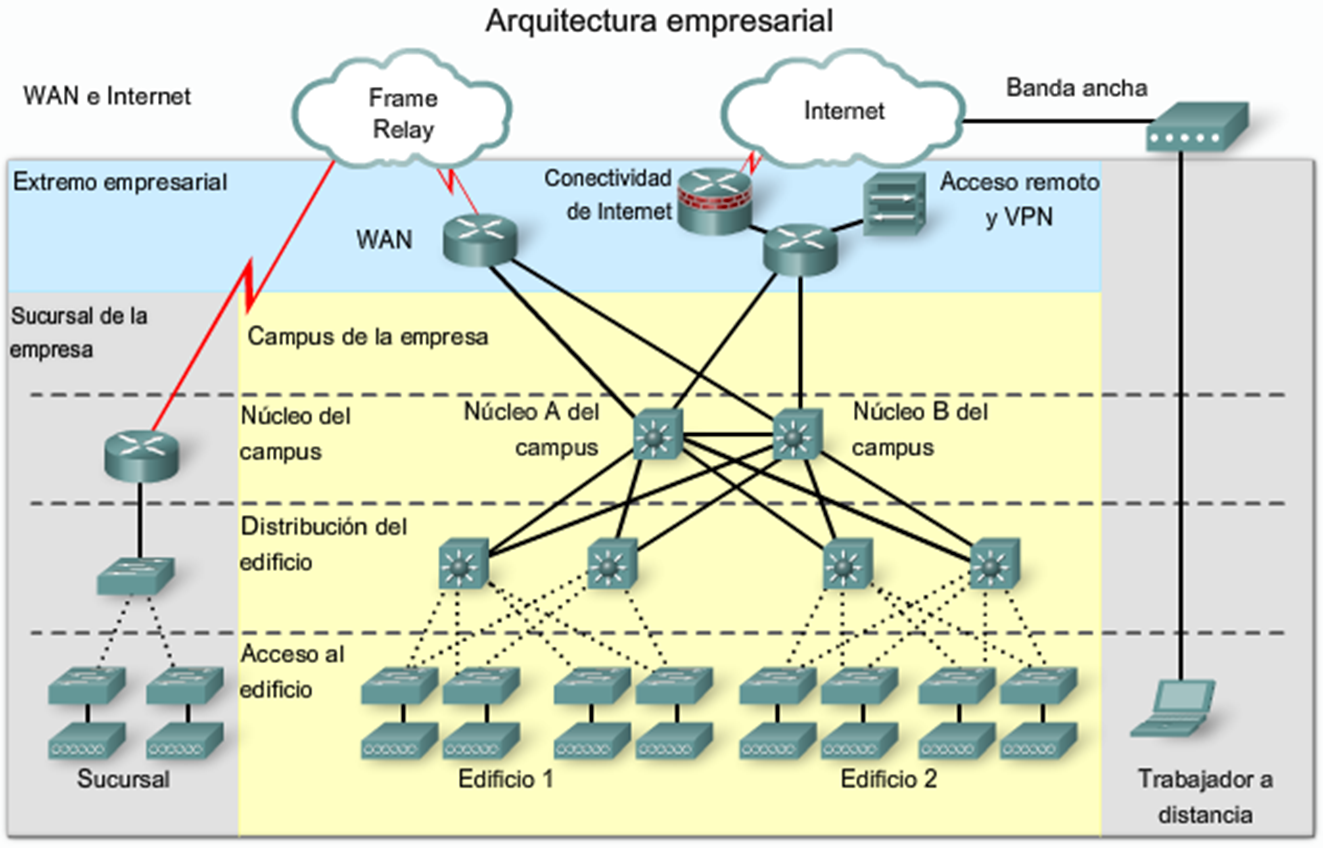 Arquitectura empresarial
WAN e Internet
Frame
Relay
Internet
Banda ancha
Extremo empresarial
WAN
Conectividad
de Internet
Acceso remoto
y VPN
Sucursal de la
empresa
Campus de la empresa
Núcleo del
campus
Núcleo A del
campus
Núcleo B del
campus
Distribución del
edificio
Acceso al
edificio
Sucursal
Edificio 1
Edificio 2
Trabajador a
distancia